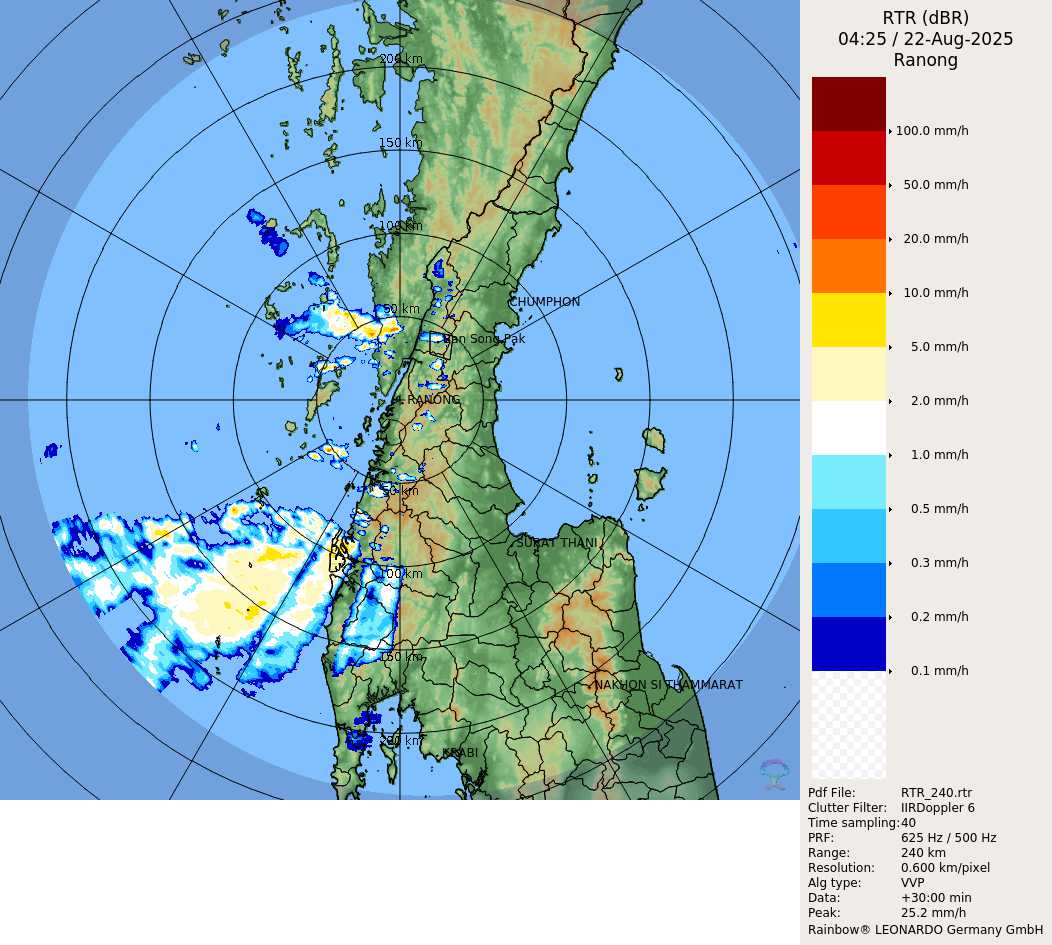 RTR (dBR)
04:25 / 22-Aug-2025
Ranong
200 km
150 km
100 km
50 km
CHUMPHON
Ban Song Pak
RANONG
50 km
SURAT THANI
100 km
150 km
NAKHON SI THAMMARAT
200 km
KRABI
100.0 mm/h
50.0 mm/h
20.0 mm/h
10.0 mm/h
5.0 mm/h
2.0 mm/h
1.0 mm/h
0.5 mm/h
0.3 mm/h
0.2 mm/h
0.1 mm/h
Pdf File: RTR_240.rtr
Clutter Filter: IIRDoppler 6
Time sampling:40
PRF: 625 Hz / 500 Hz
Range: 240 km
Resolution: 0.600 km/pixel
Alg type: VVP
Data: +30:00 min
Peak: 25.2 mm/h
Rainbow® LEONARDO Germany GmbH